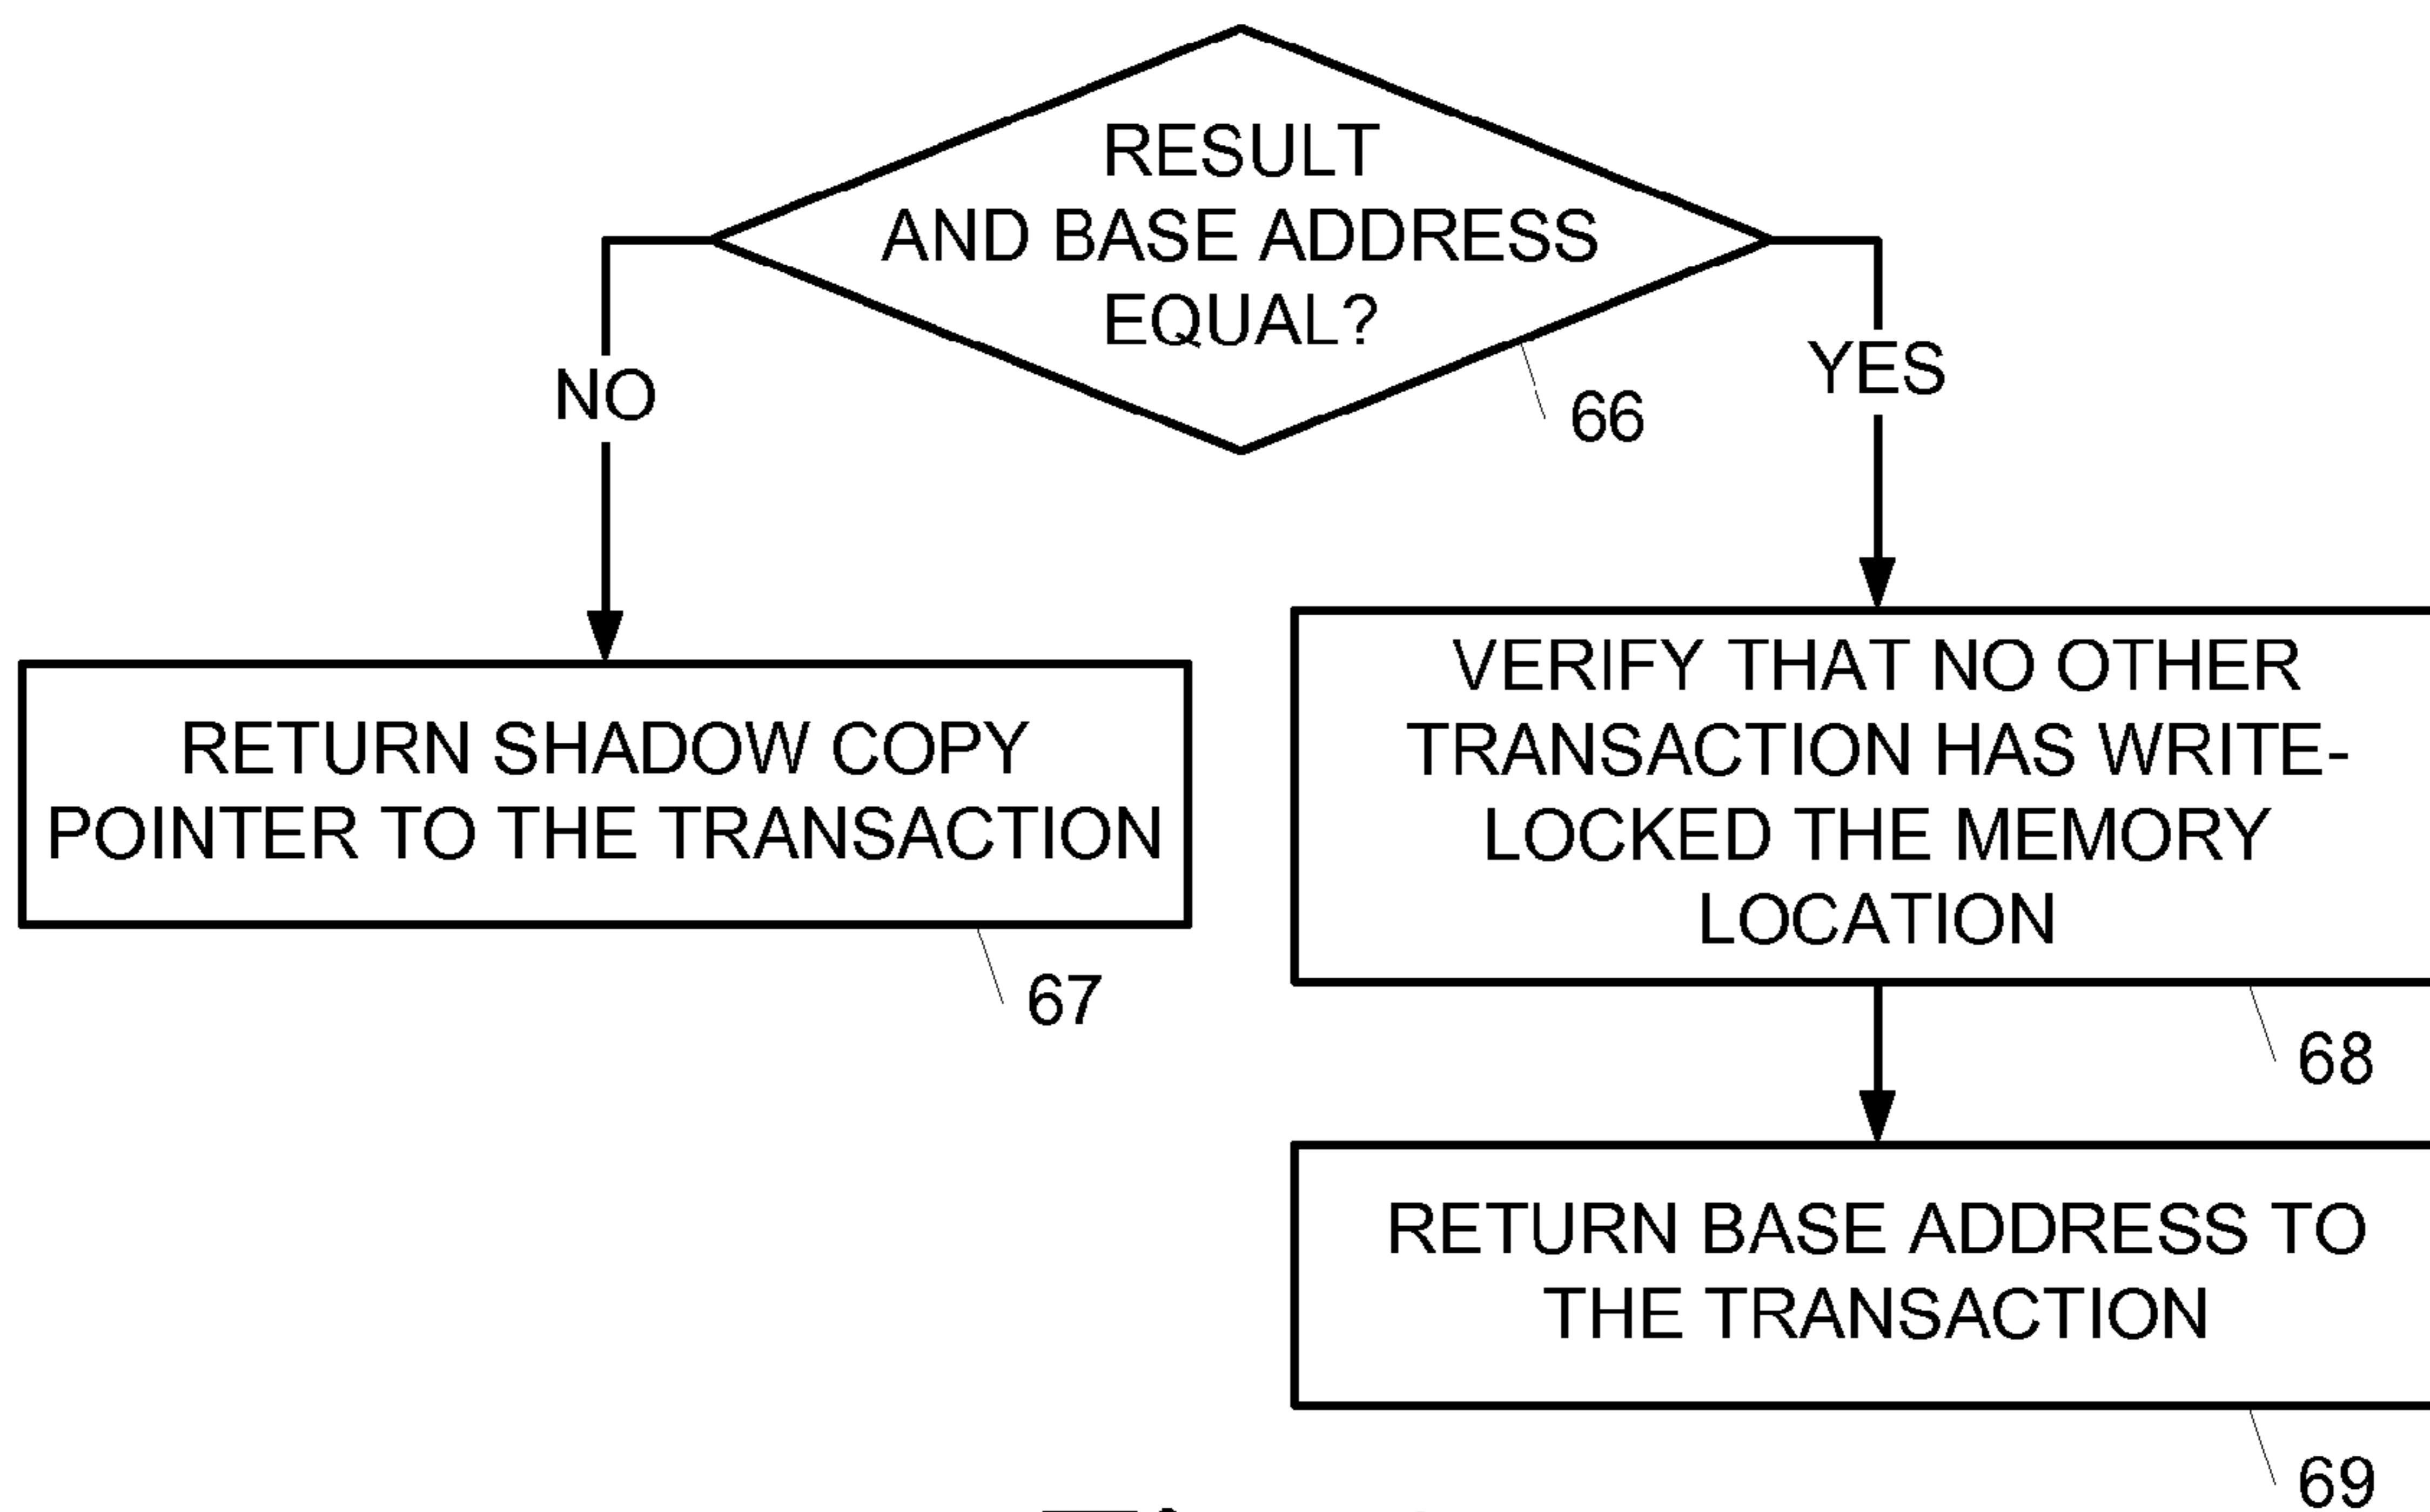 RESULT
AND BASE ADDRESS
EQUAL?
NO
YES
66
RETURN SHADOW COPY
POINTER TO THE TRANSACTION
67
VERIFY THAT NO OTHER
TRANSACTION HAS WRITE-
LOCKED THE MEMORY
LOCATION
68
RETURN BASE ADDRESS TO
THE TRANSACTION
69